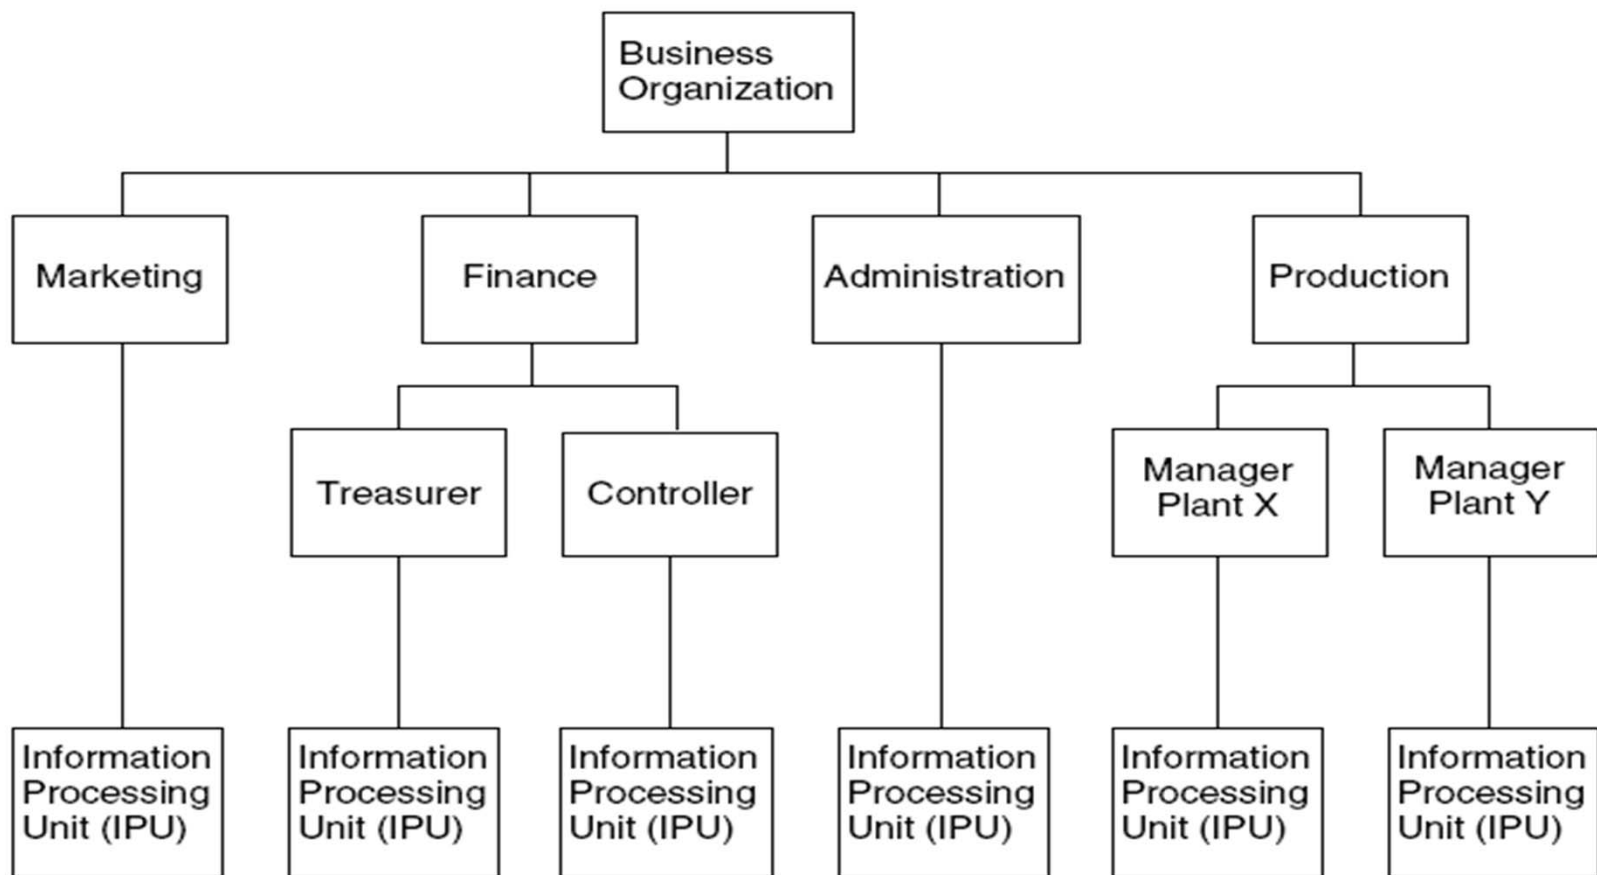 Business
Organization
Marketing
Finance
Administration
Production
Treasurer
Controller
Manager
Plant X
Manager
Plant Y
Information
Processing
Unit (IPU)
Information
Processing
Unit (IPU)
Information
Processing
Unit (IPU)
Information
Processing
Unit (IPU)
Information
Processing
Unit (IPU)
Information
Processing
Unit (IPU)